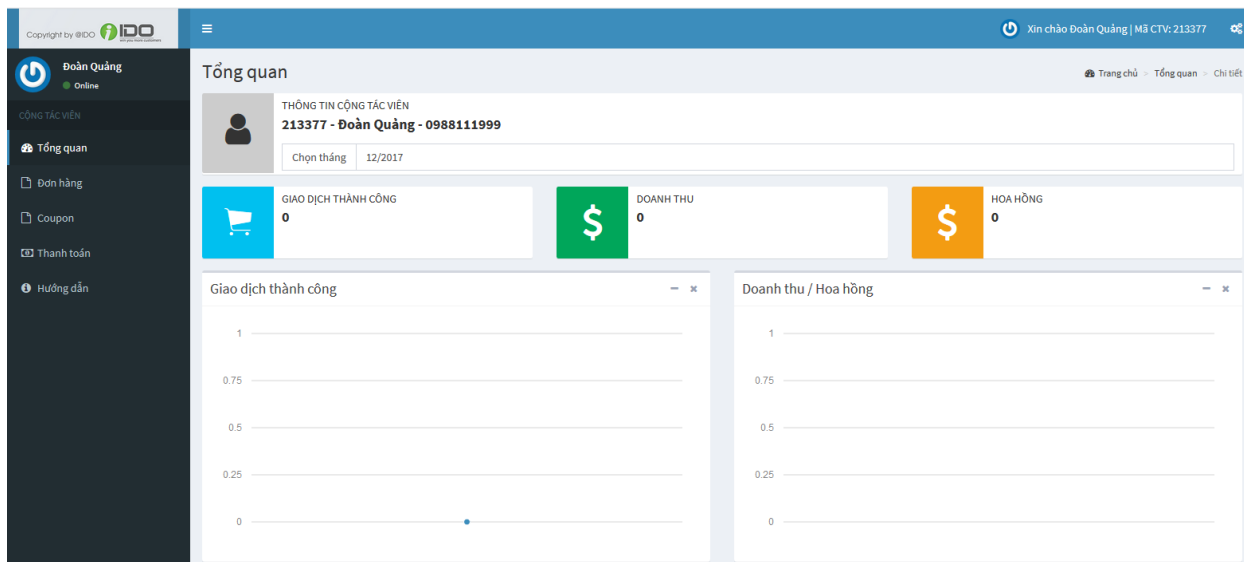 Copyright by @IDO IDO
Xin chào Đoàn Quảng | Mã CTV: 213377
Đoàn Quảng
Online
CỘNG TÁC VIÊN
Tổng quan
Đơn hàng
Coupon
Thanh toán
Hướng dẫn
Tổng quan
Trang chủ > Tổng quan > Chi tiết
THÔNG TIN CỘNG TÁC VIÊN
213377 - Đoàn Quảng - 0988111999
Chọn tháng 12/2017
GIAO DỊCH THÀNH CÔNG
0
DOANH THU
0
HOA HỒNG
0
Giao dịch thành công
1
0.75
0.5
0.25
0
Doanh thu / Hoa hồng
1
0.75
0.5
0.25
0